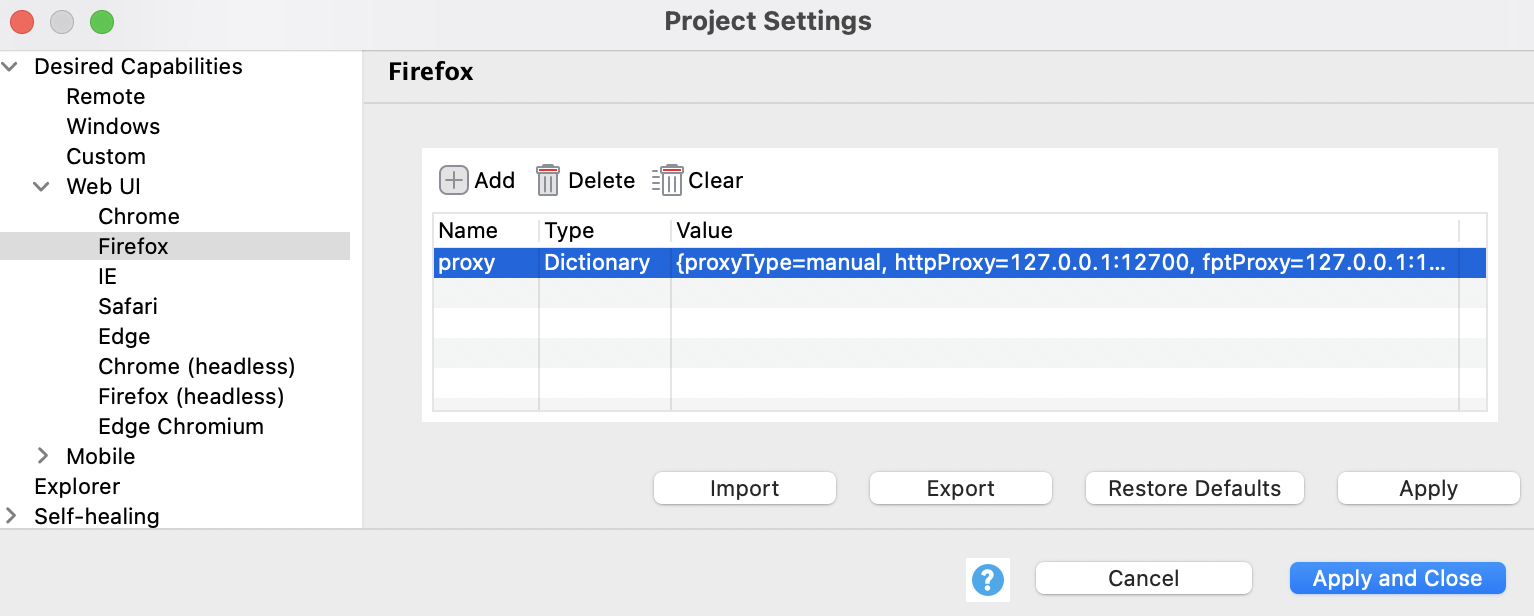 Project Settings
Desired Capabilities
Remote
Windows
Custom
Web UI
Chrome
Firefox
IE
Safari
Edge
Chrome (headless)
Firefox (headless)
Edge Chromium
Mobile
Explorer
Self-healing
Firefox
Add Delete Clear
Name Type Value
proxy Dictionary {proxyType=manual, httpProxy=127.0.0.1:12700, fptProxy=127.0.0.1:1...
Import Export Restore Defaults Apply
? Cancel Apply and Close